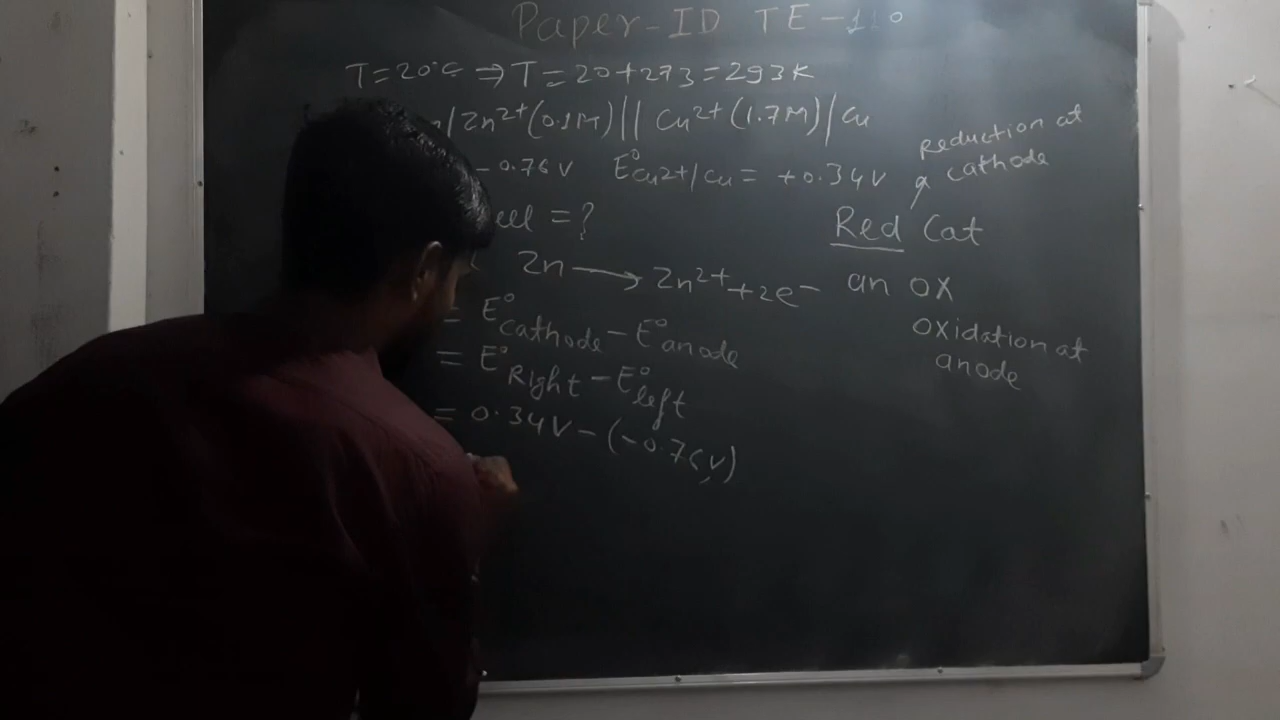 Paper-ID TE-110
T=20°C ⇒ T=20+273=293K
n/Zn²⁺(0.1M)||Cu²⁺(1.7M)/Cu
-0.76V E°Cu2+/Cu = +0.34V
reduction at
cathode
ell =?
Red Cat
Zn → Zn²⁺+2e⁻
an ox
= E°cathode - E°anode
oxidation at
anode
= E°Right - E°left
= 0.34V-(-0.76V)